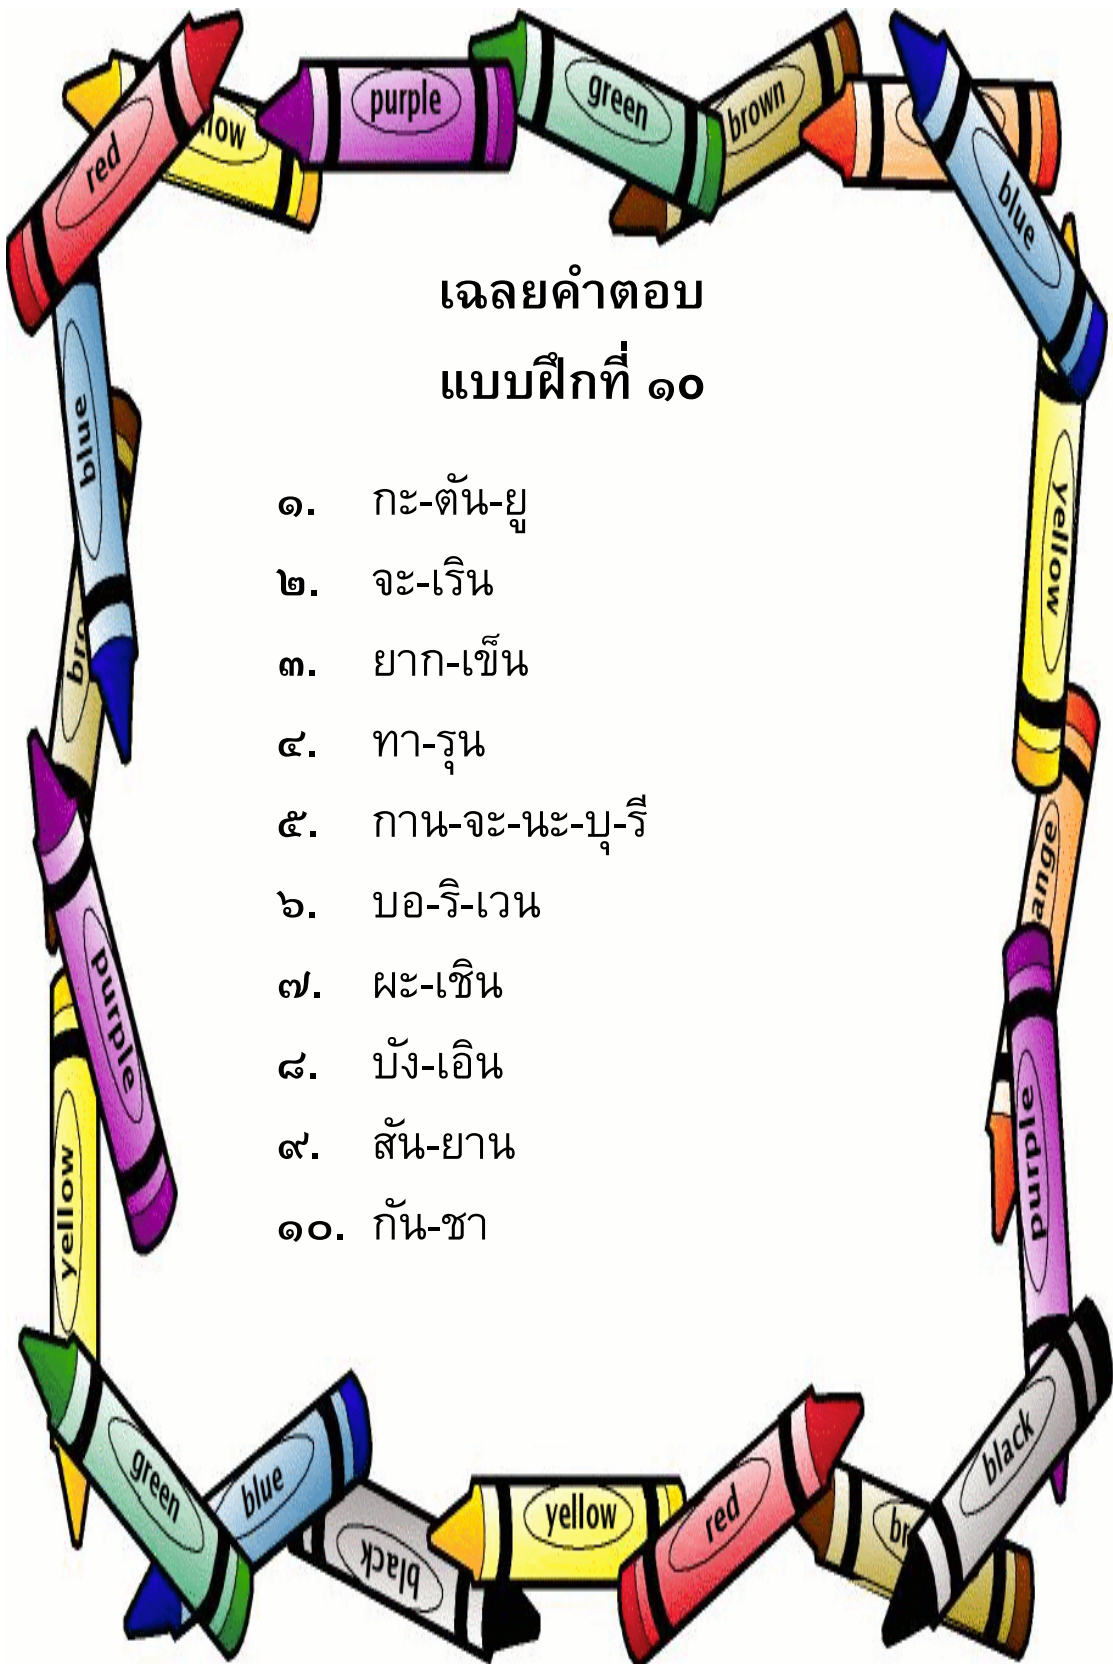 purple
green
brown
llow
red
blue
เฉลยคำตอบ
แบบฝึกที่ ๑๐
blue
yellow
๑. กะ-ตัน-ยู
๒. จะ-เริน
๓. ยาก-เข็น
bro
๔. ทา-รุน
๕. กาน-จะ-นะ-บุ-รี
ange
๖. บอ-ริ-เวน
๗. ผะ-เชิน
purple
๘. บัง-เอิน
๙. สัน-ยาน
purple
yellow
๑๐. กัน-ชา
green
blue
black
yellow
red
br
black